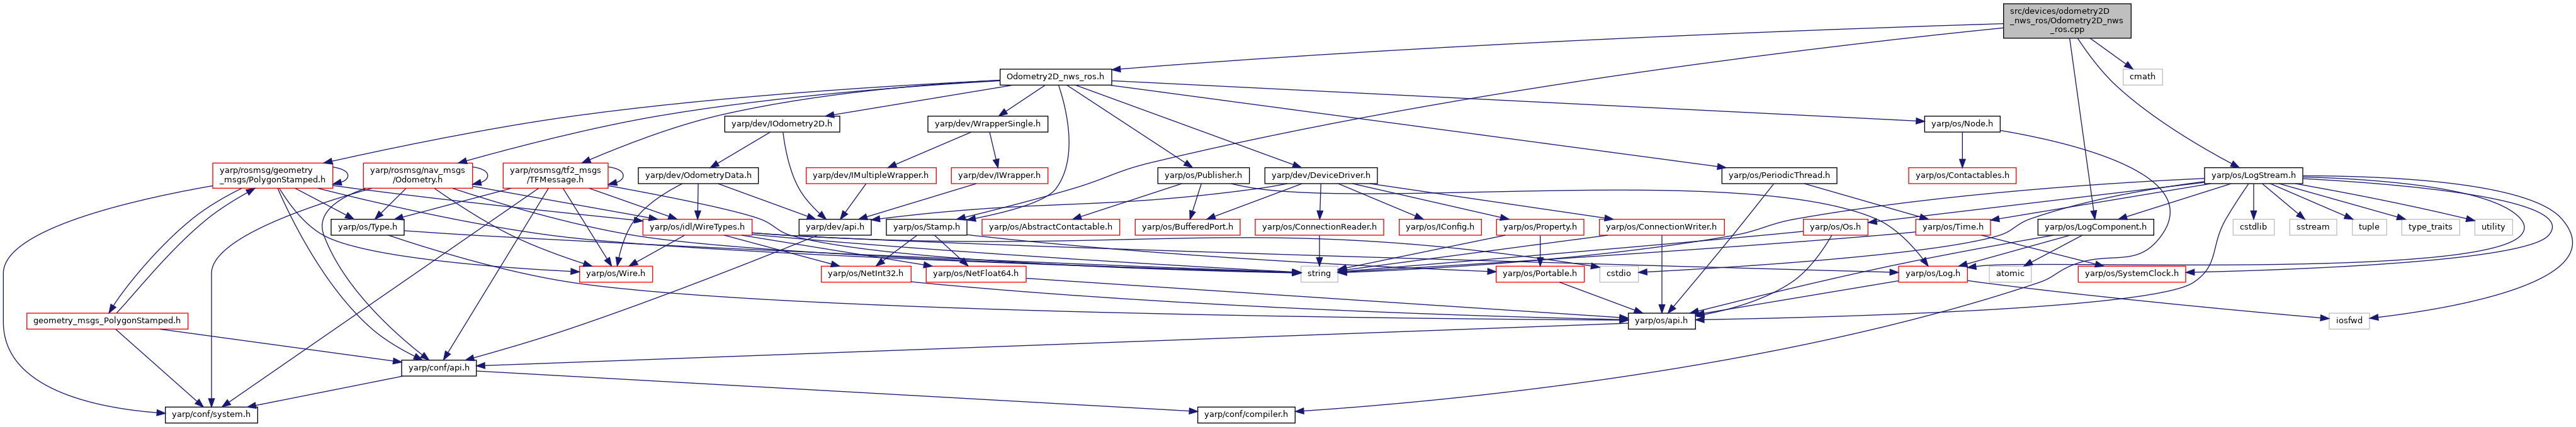 src/devices/odometry2D
_nws_ros/Odometry2D_nws
_ros.cpp
Odometry2D_nws_ros.h
cmath
yarp/dev/IOdometry2D.h
yarp/dev/WrapperSingle.h
yarp/os/Node.h
yarp/rosmsg/geometry
_msgs/PolygonStamped.h
yarp/rosmsg/nav_msgs
/Odometry.h
yarp/rosmsg/tf2_msgs
/TFMessage.h
yarp/dev/OdometryData.h
yarp/dev/IMultipleWrapper.h
yarp/dev/IWrapper.h
yarp/os/Publisher.h
yarp/dev/DeviceDriver.h
yarp/os/PeriodicThread.h
yarp/os/Contactables.h
yarp/os/LogStream.h
yarp/os/Type.h
yarp/os/idl/WireTypes.h
yarp/dev/api.h
yarp/os/Stamp.h
yarp/os/AbstractContactable.h
yarp/os/BufferedPort.h
yarp/os/ConnectionReader.h
yarp/os/IConfig.h
yarp/os/Property.h
yarp/os/ConnectionWriter.h
yarp/os/Os.h
yarp/os/Time.h
yarp/os/LogComponent.h
cstdlib
sstream
tuple
type_traits
utility
yarp/os/Wire.h
yarp/os/NetInt32.h
yarp/os/NetFloat64.h
string
yarp/os/Portable.h
cstdio
yarp/os/Log.h
atomic
yarp/os/SystemClock.h
geometry_msgs_PolygonStamped.h
yarp/os/api.h
iosfwd
yarp/conf/api.h
yarp/conf/system.h
yarp/conf/compiler.h